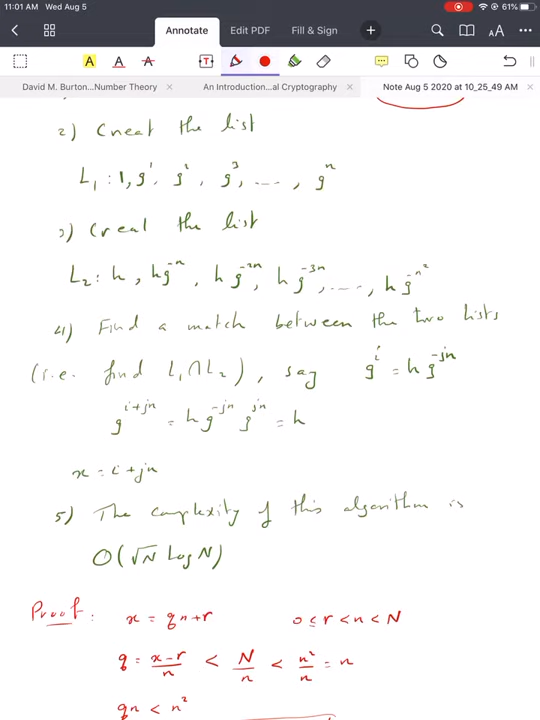 11:01 AM Wed Aug 5
61%
Annotate Edit PDF Fill & Sign
A A A T AA
David M. Burton...Number Theory × An Introduction...al Cryptography × Note Aug 5 2020 at 10_25_49 AM ×
2) Creat the list
L₁ : 1, g¹, g², g³, ...., gⁿ
3) Creat the list
L₂ : h, hg⁻ⁿ, hg⁻²ⁿ, hg⁻³ⁿ, ...., hg⁻ⁿ²
4) Find a match between the two lists
(i.e. find L₁∩L₂), say gⁱ = hg⁻ʲⁿ
gⁱ⁺ʲⁿ = hg⁻ʲⁿ gʲⁿ = h
x = i + jn
5) The complexity of this algorithm is
O(√N Log N)
Proof: x = qn+r 0 ≤ r < n < N
q = (x-r)/n < N/n < n²/n = n
qn < n²